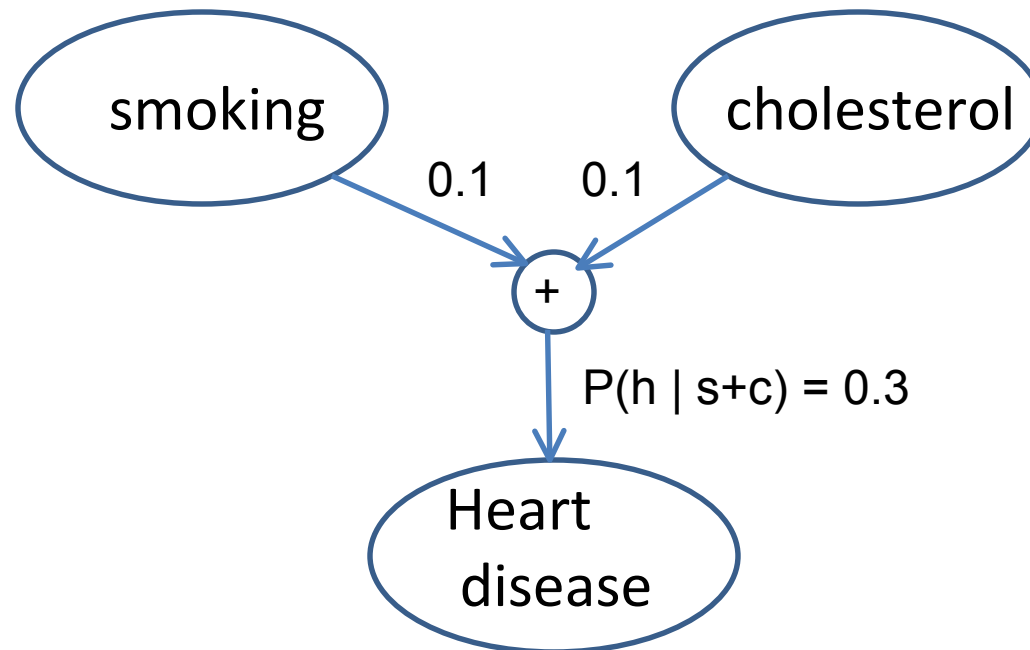 smoking
cholesterol
0.1
0.1
+
P(h | s+c) = 0.3
Heart
disease